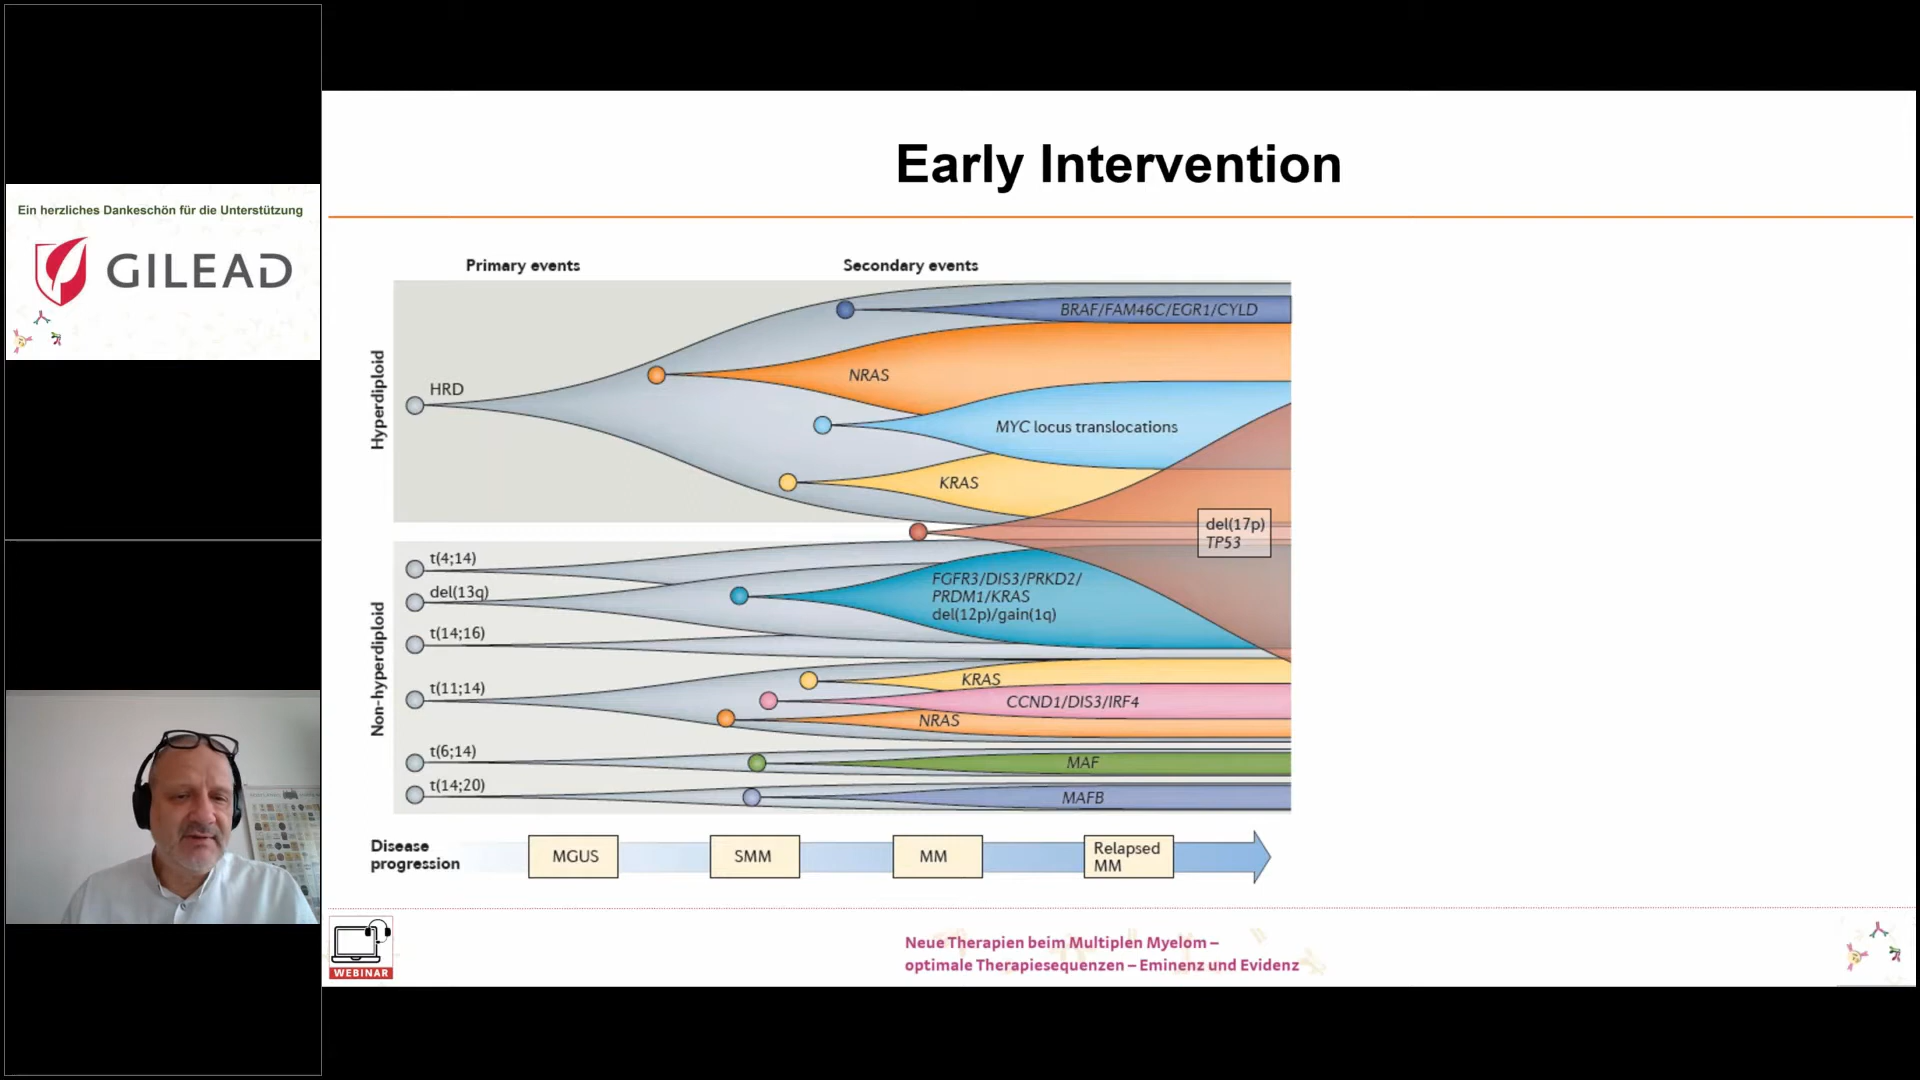 Ein herzliches Dankeschön für die Unterstützung
GILEAD
Early Intervention
Primary events
Secondary events
Hyperdiploid
HRD
BRAF/FAM46C/EGR1/CYLD
NRAS
MYC locus translocations
KRAS
del(17p)
TP53
Non-hyperdiploid
t(4;14)
del(13q)
t(14;16)
t(11;14)
t(6;14)
t(14;20)
FGFR3/DIS3/PRKD2/
PRDM1/KRAS
del(12p)/gain(1q)
KRAS
CCND1/DIS3/IRF4
NRAS
MAF
MAFB
Disease
progression
MGUS
SMM
MM
Relapsed
MM
WEBINAR
Neue Therapien beim Multiplen Myelom –
optimale Therapiesequenzen – Eminenz und Evidenz